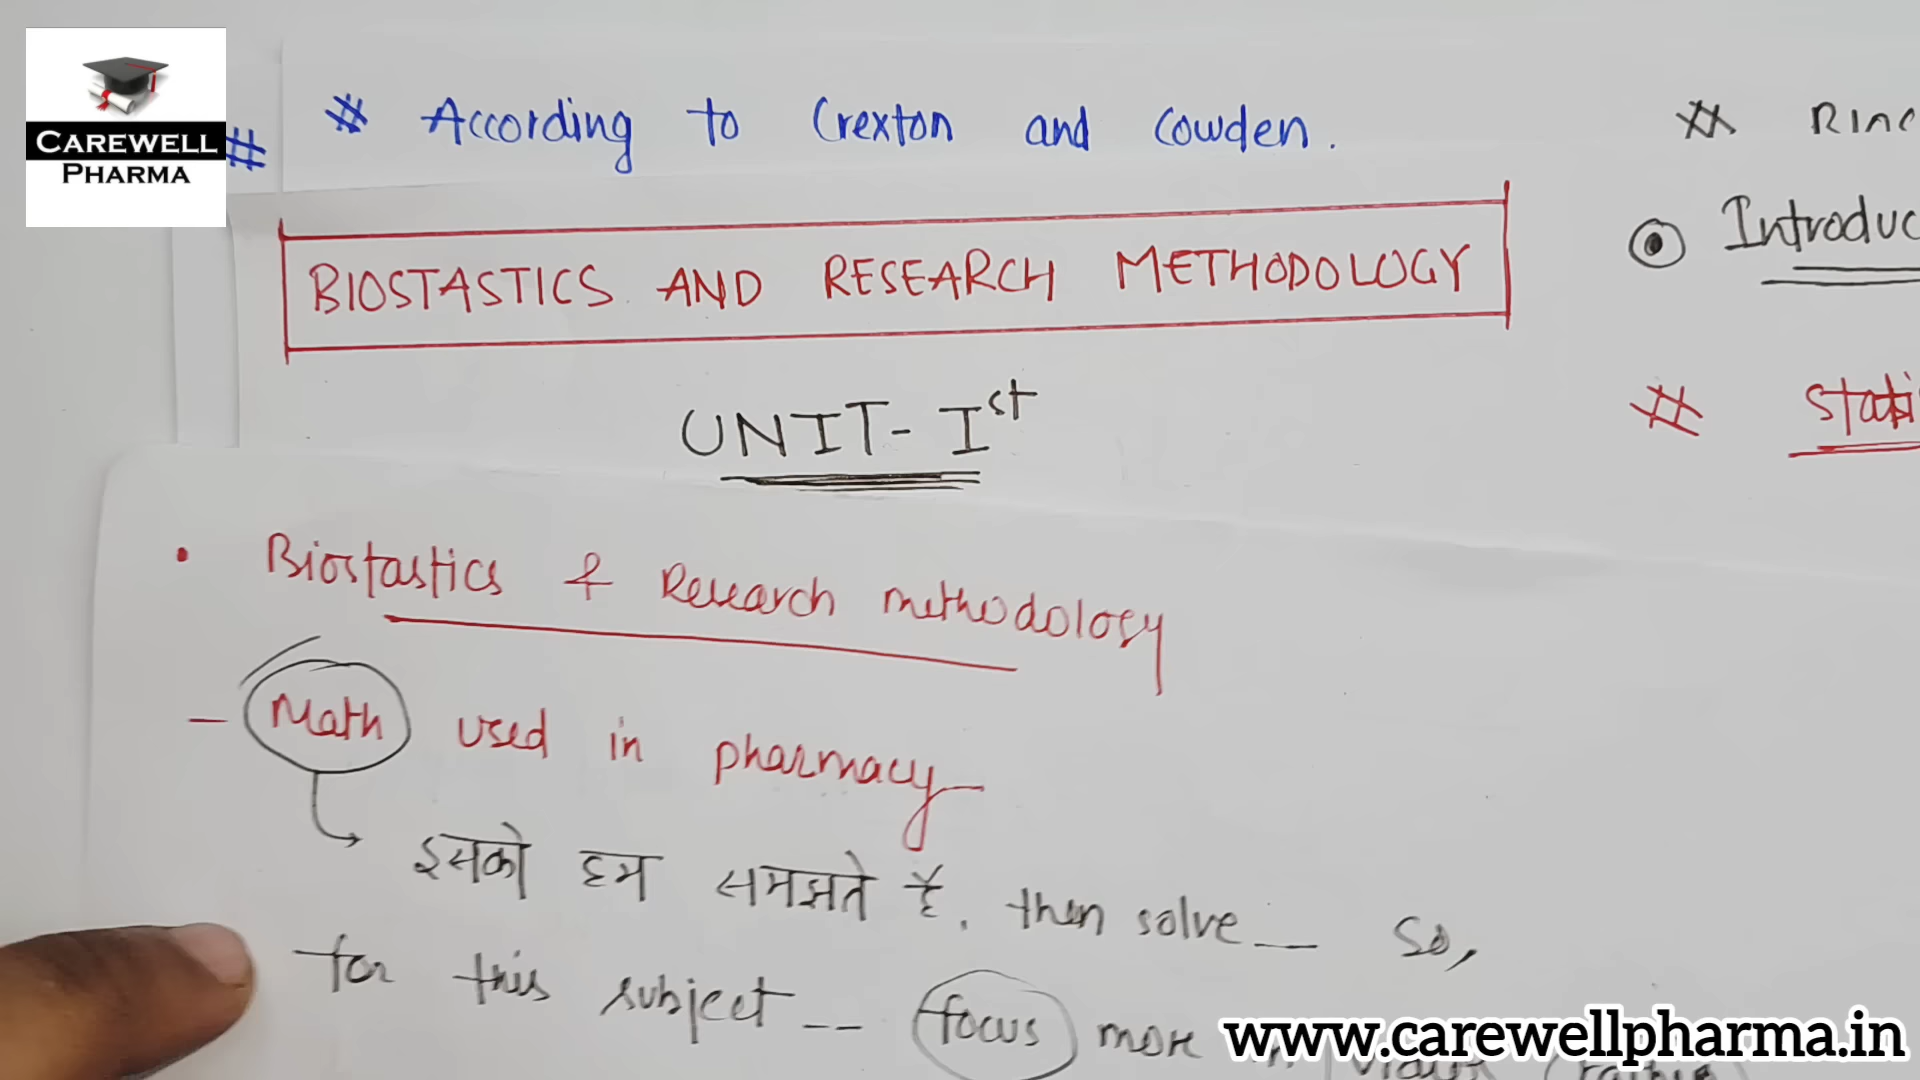 CAREWELL
PHARMA
# According to Crexton and Cowden.
BIOSTASTICS AND RESEARCH METHODOLOGY
UNIT- Ist
• Biostastics & Research methodology
- Math used in pharmacy
इसको हम समझते है. then solve __ So,
for this subject -- focus more
Introduc
#
www.carewellpharma.in